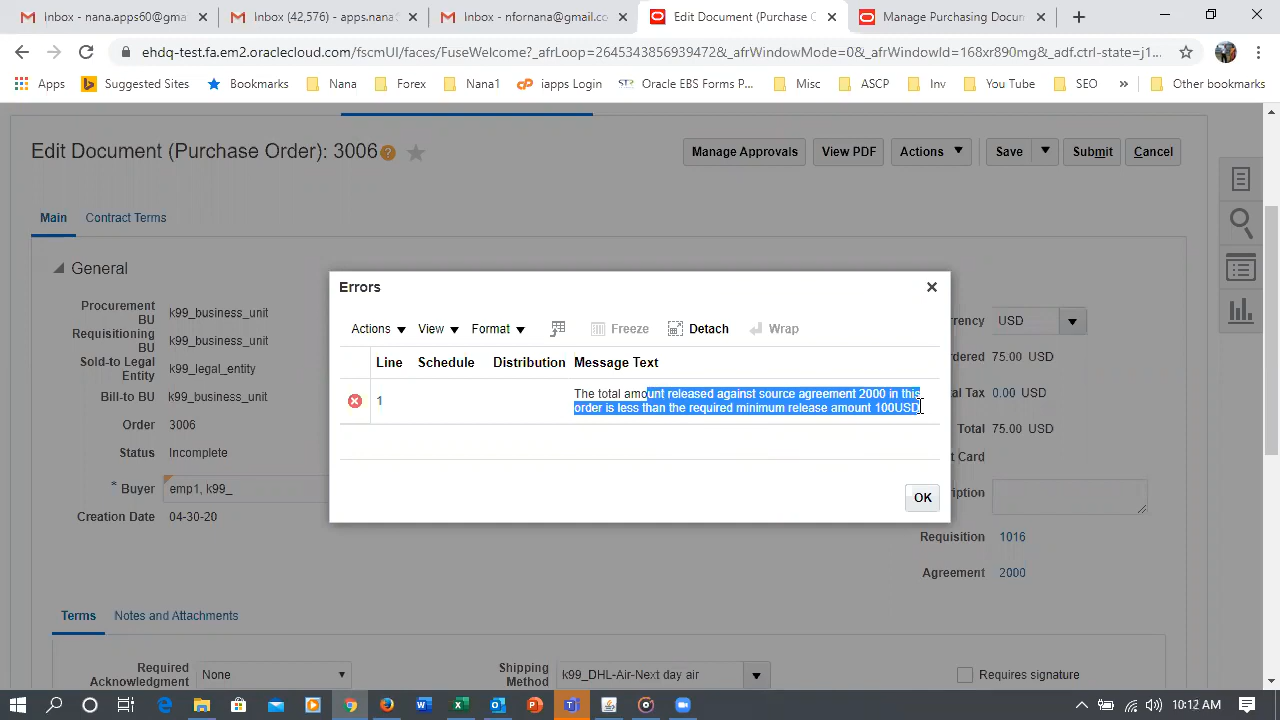 Inbox - nana.apps60@gma
Inbox (42,576) - apps.nana
Inbox - nfornana@gmail.co
Edit Document (Purchase O
Manage Purchasing Docum
ehdq-test.fa.em2.oraclecloud.com/fscmUI/faces/FuseWelcome?_afrLoop=26453438569394728&_afrWindowMode=0&_afrWindowId=168xr890mg&_adf.ctrl-state=j1...
Apps
Suggested Sites
Bookmarks
Nana
Forex
Nana1
iapps Login
Oracle EBS Forms P...
Misc
ASCP
Inv
You Tube
SEO
Other bookmarks
Edit Document (Purchase Order): 3006
Manage Approvals
View PDF
Actions
Save
Submit
Cancel
Main
Contract Terms
General
Procurement
BU
k99_business_unit
Requisitioning
BU
k99_business_unit
Sold-to Legal
Entity
k99_legal_entity
Bill-to BU
k99_business_unit
Order
3006
Status
Incomplete
* Buyer
emp1, k99_
Creation Date
04-30-20
Errors
Actions
View
Format
Freeze
Detach
Wrap
Line
Schedule
Distribution
Message Text
1
The total amount released against source agreement 2000 in this
order is less than the required minimum release amount 100USD.
OK
rrency
USD
dered
75.00 USD
tal Tax
0.00 USD
Total
75.00 USD
t Card
ription
Requisition
1016
Agreement
2000
Terms
Notes and Attachments
Required
Acknowledgment
None
Shipping
Method
k99_DHL-Air-Next day air
Requires signature
10:12 AM